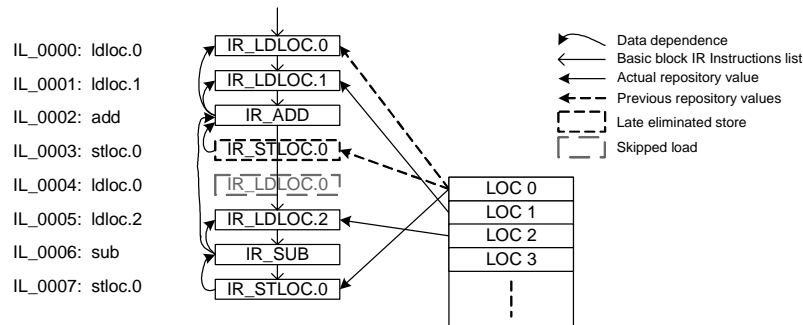 IL_0000: ldloc.0
IL_0001: ldloc.1
IL_0002: add
IL_0003: stloc.0
IL_0004: ldloc.0
IL_0005: ldloc.2
IL_0006: sub
IL_0007: stloc.0
IR_LDLOC.0
IR_LDLOC.1
IR_ADD
IR_STLOC.0
IR_LDLOC.0
IR_LDLOC.2
IR_SUB
IR_STLOC.0
LOC 0
LOC 1
LOC 2
LOC 3
Data dependence
Basic block IR Instructions list
Actual repository value
Previous repository values
Late eliminated store
Skipped load